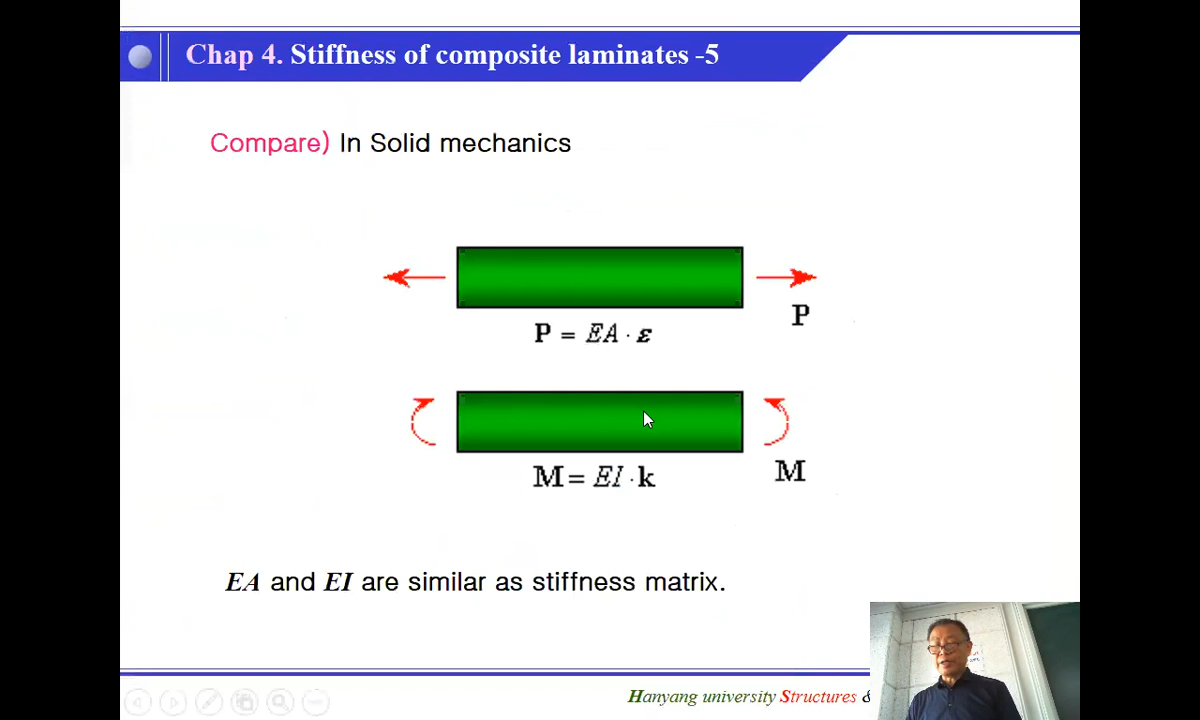 Chap 4. Stiffness of composite laminates -5
Compare) In Solid mechanics
P
P = EA · ε
M = EI · k
M
EA and EI are similar as stiffness matrix.
Hanyang university Structures &